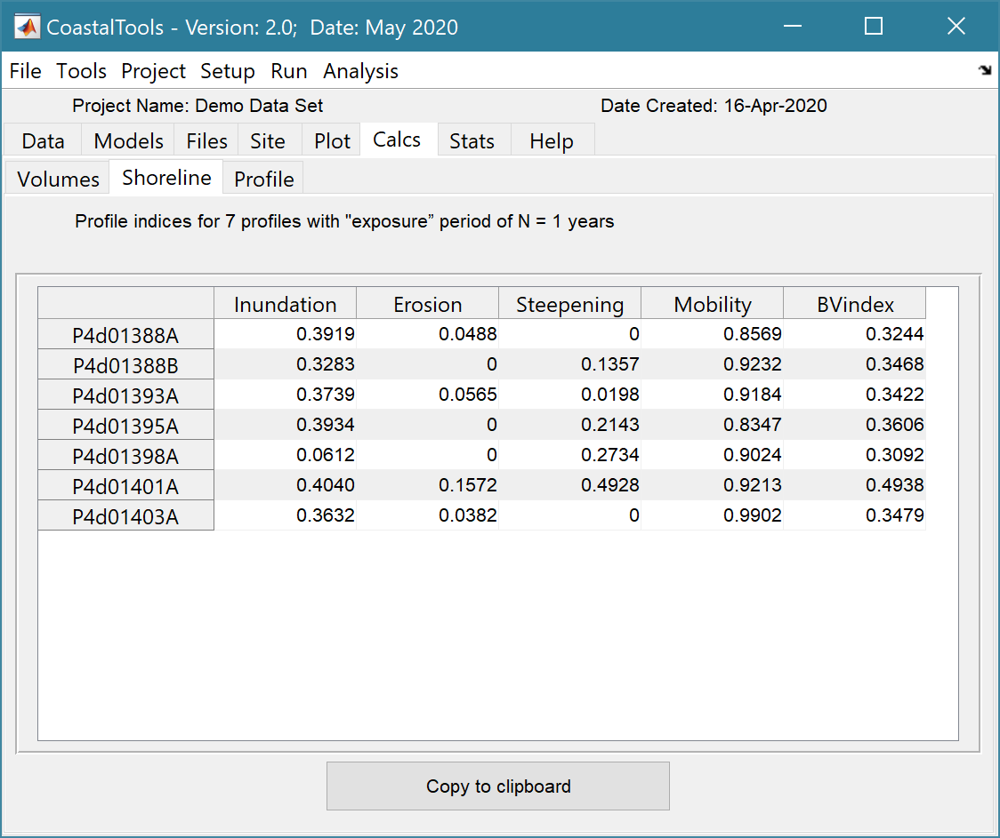 CoastalTools - Version: 2.0;  Date: May 2020
File Tools Project Setup Run Analysis
Project Name: Demo Data Set Date Created: 16-Apr-2020
Data Models Files Site Plot Calcs Stats Help
Volumes Shoreline Profile
Profile indices for 7 profiles with "exposure” period of N = 1 years
Inundation Erosion Steepening Mobility BVindex
P4d01388A 0.3919 0.0488 0 0.8569 0.3244
P4d01388B 0.3283 0 0.1357 0.9232 0.3468
P4d01393A 0.3739 0.0565 0.0198 0.9184 0.3422
P4d01395A 0.3934 0 0.2143 0.8347 0.3606
P4d01398A 0.0612 0 0.2734 0.9024 0.3092
P4d01401A 0.4040 0.1572 0.4928 0.9213 0.4938
P4d01403A 0.3632 0.0382 0 0.9902 0.3479
Copy to clipboard